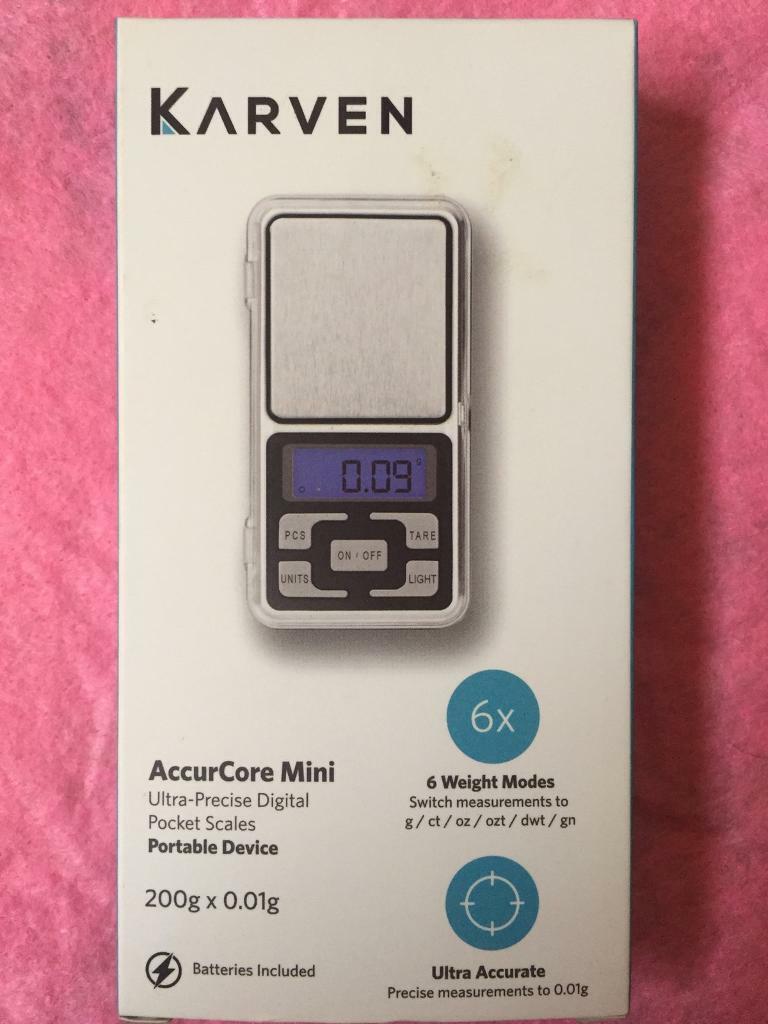 KARVEN
0.09 g
PCS
TARE
ON / OFF
UNITS
LIGHT
6x
6 Weight Modes
Switch measurements to
g / ct / oz / ozt / dwt / gn
AccurCore Mini
Ultra-Precise Digital
Pocket Scales
Portable Device
200g x 0.01g
Batteries Included
Ultra Accurate
Precise measurements to 0.01g